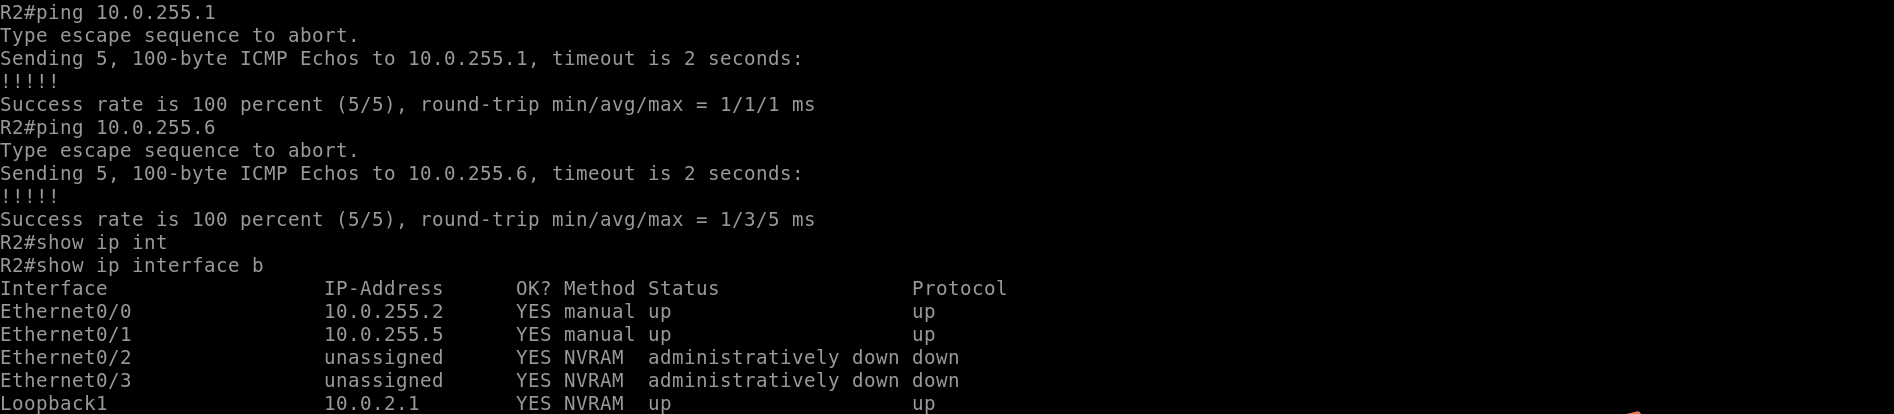 R2#ping 10.0.255.1
Type escape sequence to abort.
Sending 5, 100-byte ICMP Echos to 10.0.255.1, timeout is 2 seconds:
!!!!!
Success rate is 100 percent (5/5), round-trip min/avg/max = 1/1/1 ms
R2#ping 10.0.255.6
Type escape sequence to abort.
Sending 5, 100-byte ICMP Echos to 10.0.255.6, timeout is 2 seconds:
!!!!!
Success rate is 100 percent (5/5), round-trip min/avg/max = 1/3/5 ms
R2#show ip int
R2#show ip interface b
Interface                  IP-Address      OK? Method Status                Protocol
Ethernet0/0                10.0.255.2      YES manual up                    up
Ethernet0/1                10.0.255.5      YES manual up                    up
Ethernet0/2                unassigned      YES NVRAM  administratively down down
Ethernet0/3                unassigned      YES NVRAM  administratively down down
Loopback1                  10.0.2.1        YES NVRAM  up                    up